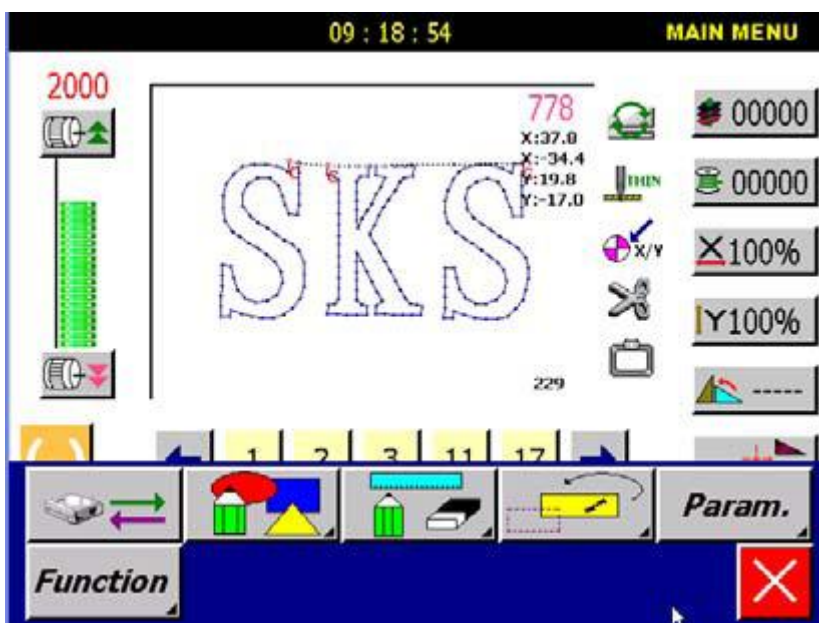 09 : 18 : 54
MAIN MENU
2000
778
X:37.0
X:-34.4
Y:19.8
Y:-17.0
SKS
THIN
X/Y
229
00000
00000
X100%
Y100%
-----
1 2 3 11 17
Param.
Function